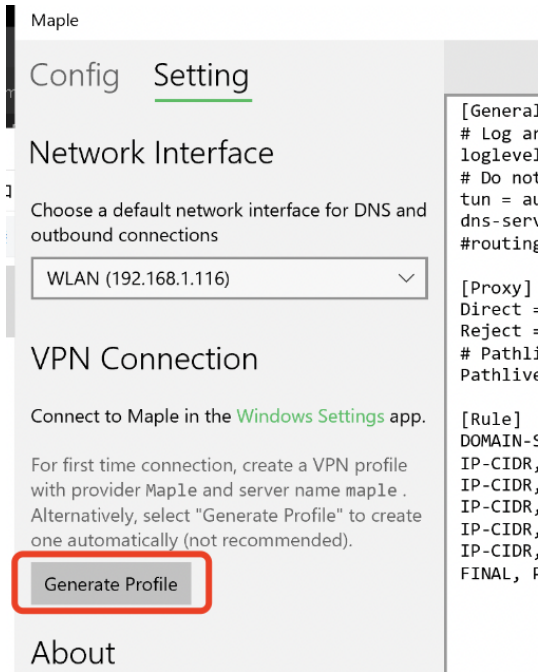 Maple
Config Setting
Network Interface
Choose a default network interface for DNS and
outbound connections
WLAN (192.168.1.116)
VPN Connection
Connect to Maple in the Windows Settings app.
For first time connection, create a VPN profile
with provider Maple and server name maple .
Alternatively, select "Generate Profile" to create
one automatically (not recommended).
Generate Profile
About
[General
# Log ar
loglevel
# Do not
tun = au
dns-serv
#routing
[Proxy]
Direct =
Reject =
# Pathli
Pathlive
[Rule]
DOMAIN-S
IP-CIDR,
IP-CIDR,
IP-CIDR,
IP-CIDR,
IP-CIDR,
FINAL,